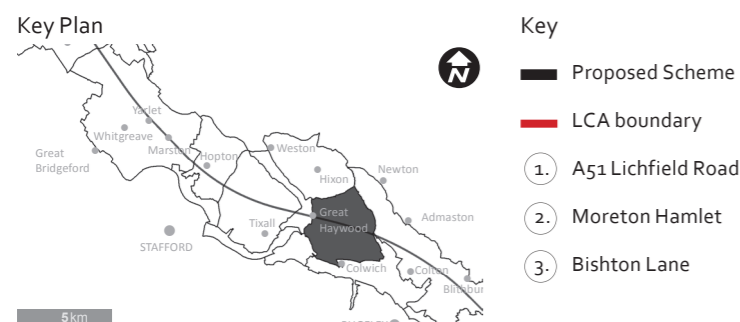 Key Plan
Key
N
Proposed Scheme
LCA boundary
1. A51 Lichfield Road
2. Moreton Hamlet
3. Bishton Lane
Yarlet
Whitgreave
Marston
Great
Bridgeford
Hopton
Weston
Hixon
Newton
Great
Haywood
Admaston
Tixall
STAFFORD
Colwich
Colton
5km